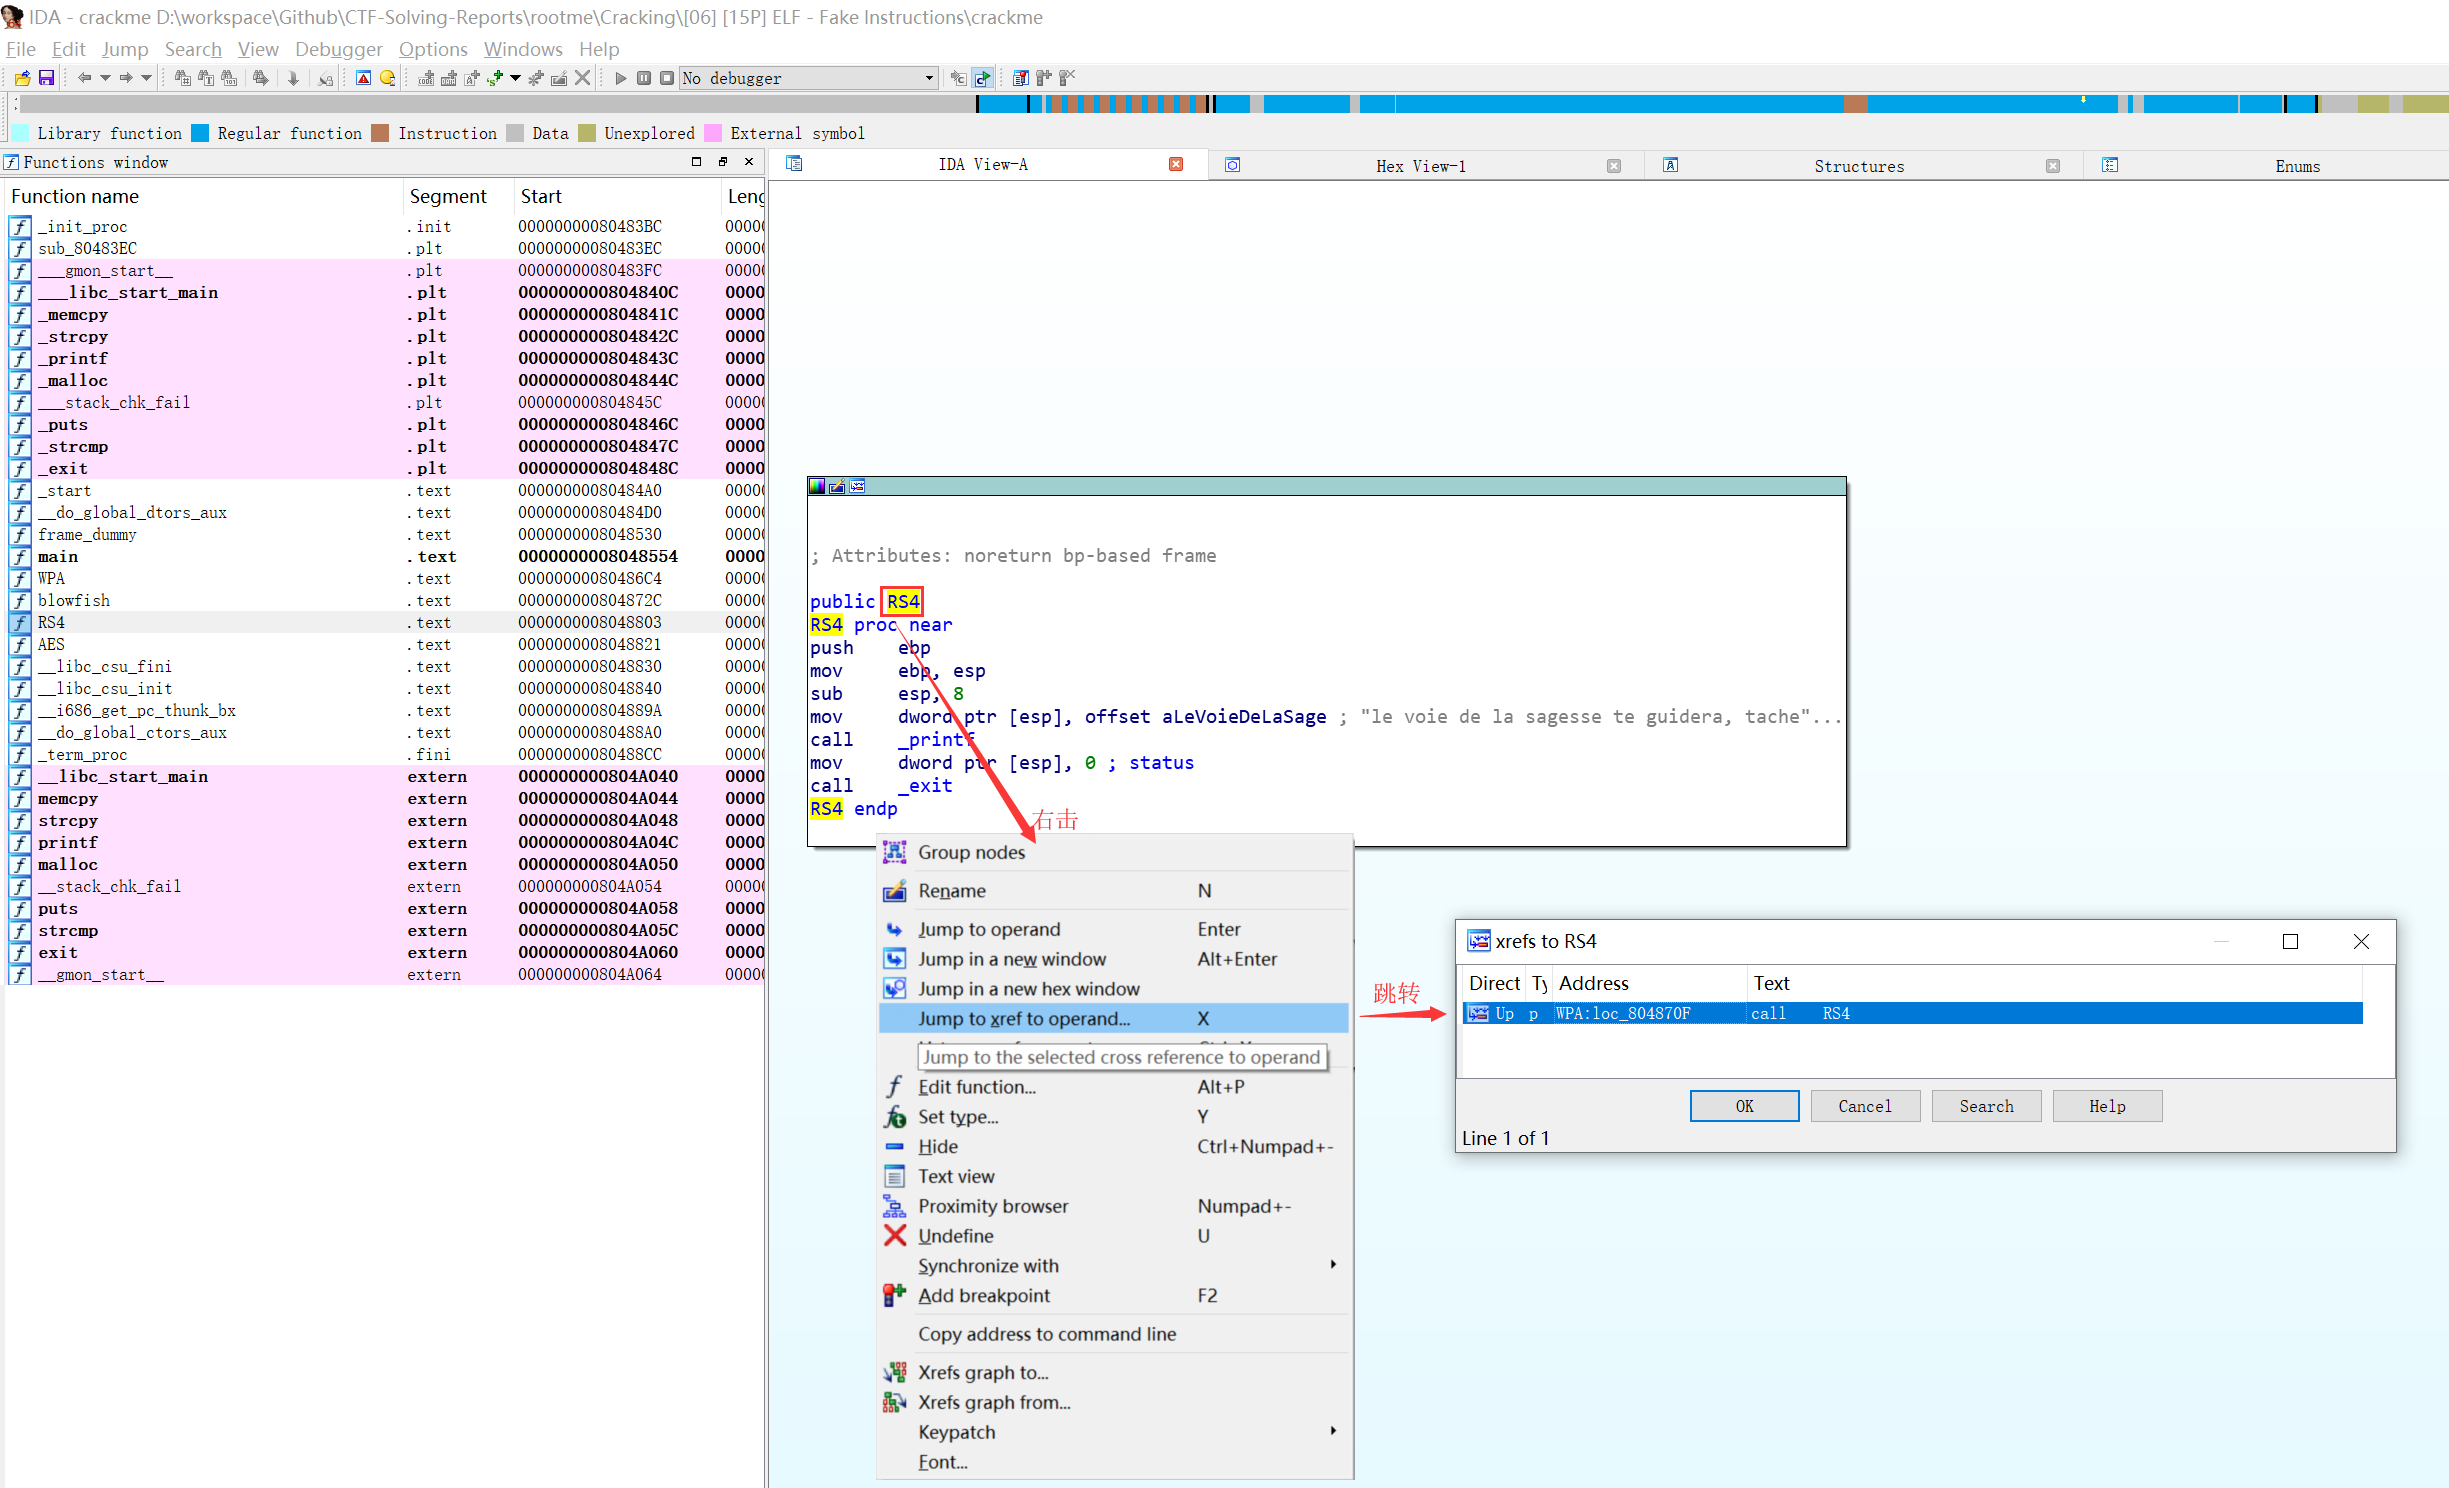 IDA - crackme D:\workspace\Github\CTF-Solving-Reports\rootme\Cracking\[06] [15P] ELF - Fake Instructions\crackme
File Edit Jump Search View Debugger Options Windows Help
No debugger
Library function Regular function Instruction Data Unexplored External symbol
Functions window
IDA View-A
Hex View-1
Structures
Enums
Function name Segment Start Leng
_init_proc .init 00000000080483BC 0000
sub_80483EC .plt 00000000080483EC 0000
___gmon_start__ .plt 00000000080483FC 0000
___libc_start_main .plt 000000000804840C 0000
_memcpy .plt 000000000804841C 0000
_strcpy .plt 000000000804842C 0000
_printf .plt 000000000804843C 0000
_malloc .plt 000000000804844C 0000
___stack_chk_fail .plt 000000000804845C 0000
_puts .plt 000000000804846C 0000
_strcmp .plt 000000000804847C 0000
_exit .plt 000000000804848C 0000
_start .text 00000000080484A0 0000
__do_global_dtors_aux .text 00000000080484D0 0000
frame_dummy .text 0000000008048530 0000
main .text 0000000008048554 0000
WPA .text 00000000080486C4 0000
blowfish .text 000000000804872C 0000
RS4 .text 0000000008048803 0000
AES .text 0000000008048821 0000
__libc_csu_fini .text 0000000008048830 0000
__libc_csu_init .text 0000000008048840 0000
__i686_get_pc_thunk_bx .text 000000000804889A 0000
__do_global_ctors_aux .text 00000000080488A0 0000
_term_proc .fini 00000000080488CC 0000
__libc_start_main extern 000000000804A040 0000
memcpy extern 000000000804A044 0000
strcpy extern 000000000804A048 0000
printf extern 000000000804A04C 0000
malloc extern 000000000804A050 0000
__stack_chk_fail extern 000000000804A054 0000
puts extern 000000000804A058 0000
strcmp extern 000000000804A05C 0000
exit extern 000000000804A060 0000
__gmon_start__ extern 000000000804A064 0000
; Attributes: noreturn bp-based frame
public RS4
RS4 proc near
push ebp
mov ebp, esp
sub esp, 8
mov dword ptr [esp], offset aLeVoieDeLaSage ; "le voie de la sagesse te guidera, tache"...
call _printf
mov dword ptr [esp], 0 ; status
call _exit
RS4 endp
右击
Group nodes
Rename N
Jump to operand Enter
Jump in a new window Alt+Enter
Jump in a new hex window
Jump to xref to operand... X
Jump to the selected cross reference to operand
Edit function... Alt+P
Set type... Y
Hide Ctrl+Numpad+-
Text view
Proximity browser Numpad+-
Undefine U
Synchronize with
Add breakpoint F2
Copy address to command line
Xrefs graph to...
Xrefs graph from...
Keypatch
Font...
跳转
xrefs to RS4
Direct Ty Address Text
Up p WPA:loc_804870F call RS4
OK Cancel Search Help
Line 1 of 1